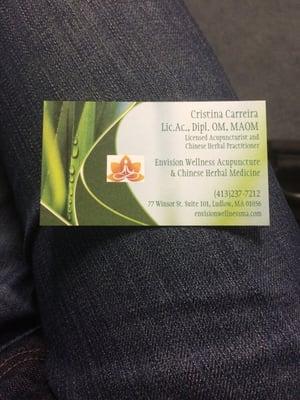 Cristina Carreira
Lic.Ac., Dipl. OM, MAOM
Licensed Acupuncturist and
Chinese Herbal Practitioner
Envision Wellness Acupuncture
& Chinese Herbal Medicine
(413)237-7212
77 Winsor St. Suite 101, Ludlow, MA 01056
envisionwellnessma.com